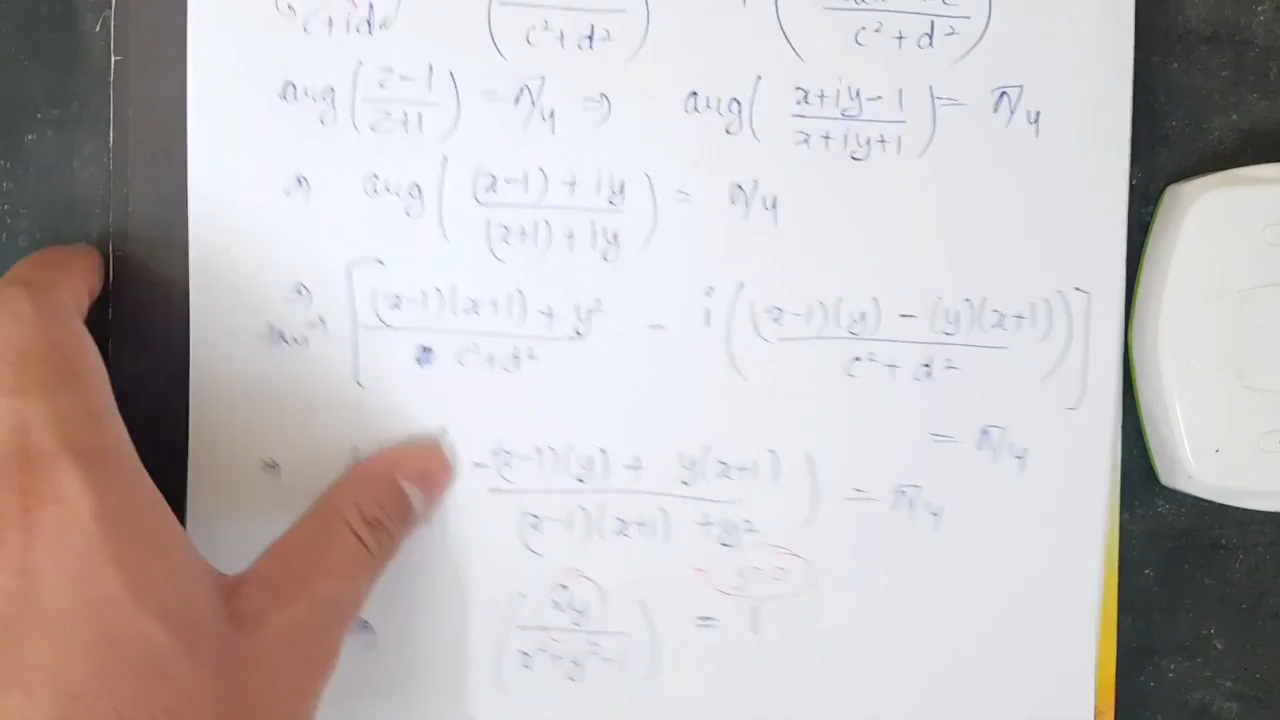 c+id c²+d² c²+d²
arg(z-1/z+1) = π/4 ⇒ arg(x+iy-1/x+iy+1) = π/4
⇒ arg((x-1)+iy/(x+1)+iy) = π/4
⇒ tan⁻¹[(x-1)(x+1)+y²/c²+d² - i((x-1)(y)-(y)(x+1))/c²+d²]
= π/4
⇒ -(x-1)(y)+y(x+1)/(x-1)(x+1)+y²) = π/4
(2y/x²+y²-1) = 1